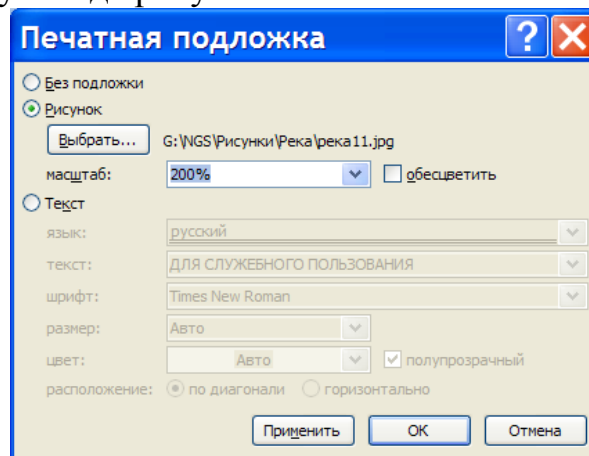 Печатная подложка
Без подложки
Рисунок
Выбрать... G:\NGS\Рисунки\Река\река11.jpg
масштаб: 200% обесцветить
Текст
язык: русский
текст: ДЛЯ СЛУЖЕБНОГО ПОЛЬЗОВАНИЯ
шрифт: Times New Roman
размер: Авто
цвет: Авто полупрозрачный
расположение: по диагонали горизонтально
Применить ОК Отмена